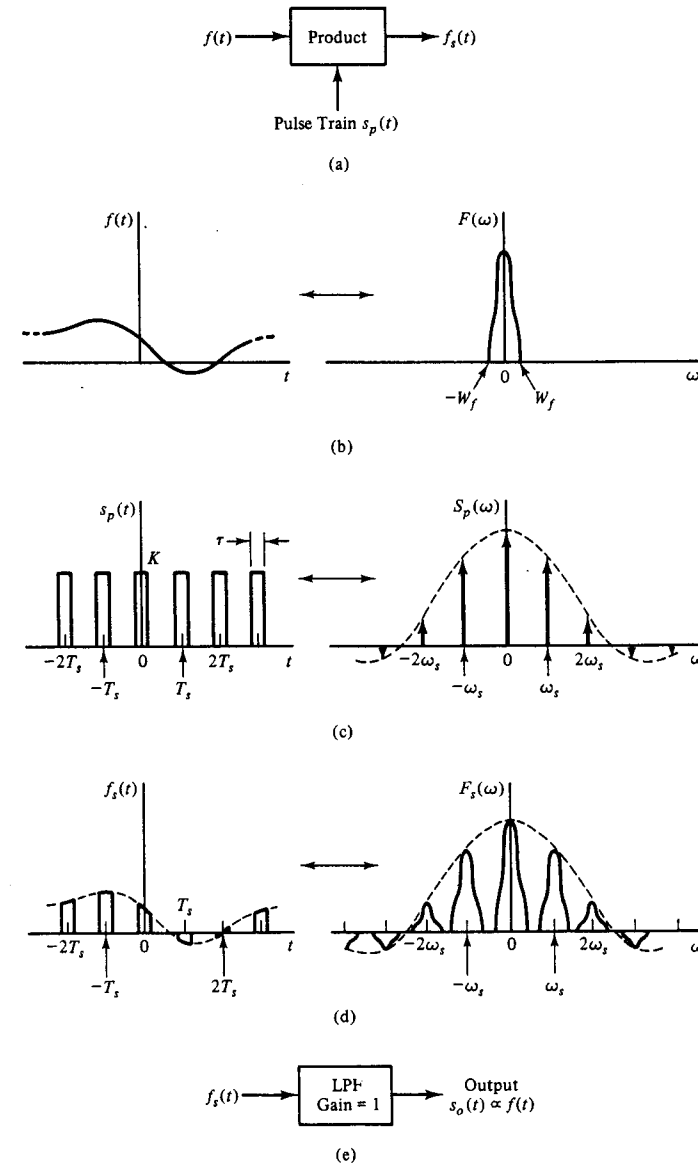 f(t) Product f_s(t)
Pulse Train s_p(t)
(a)
f(t) F(ω)
t 0 ω
-W_f W_f
(b)
s_p(t) S_p(ω)
τ
K
-2T_s 0 2T_s t -2ω_s 0 2ω_s ω
-T_s T_s -ω_s ω_s
(c)
f_s(t) F_s(ω)
T_s
-2T_s 0 t -2ω_s 0 2ω_s ω
-T_s 2T_s -ω_s ω_s
(d)
f_s(t) LPF Output
Gain = 1 s_o(t) ∝ f(t)
(e)